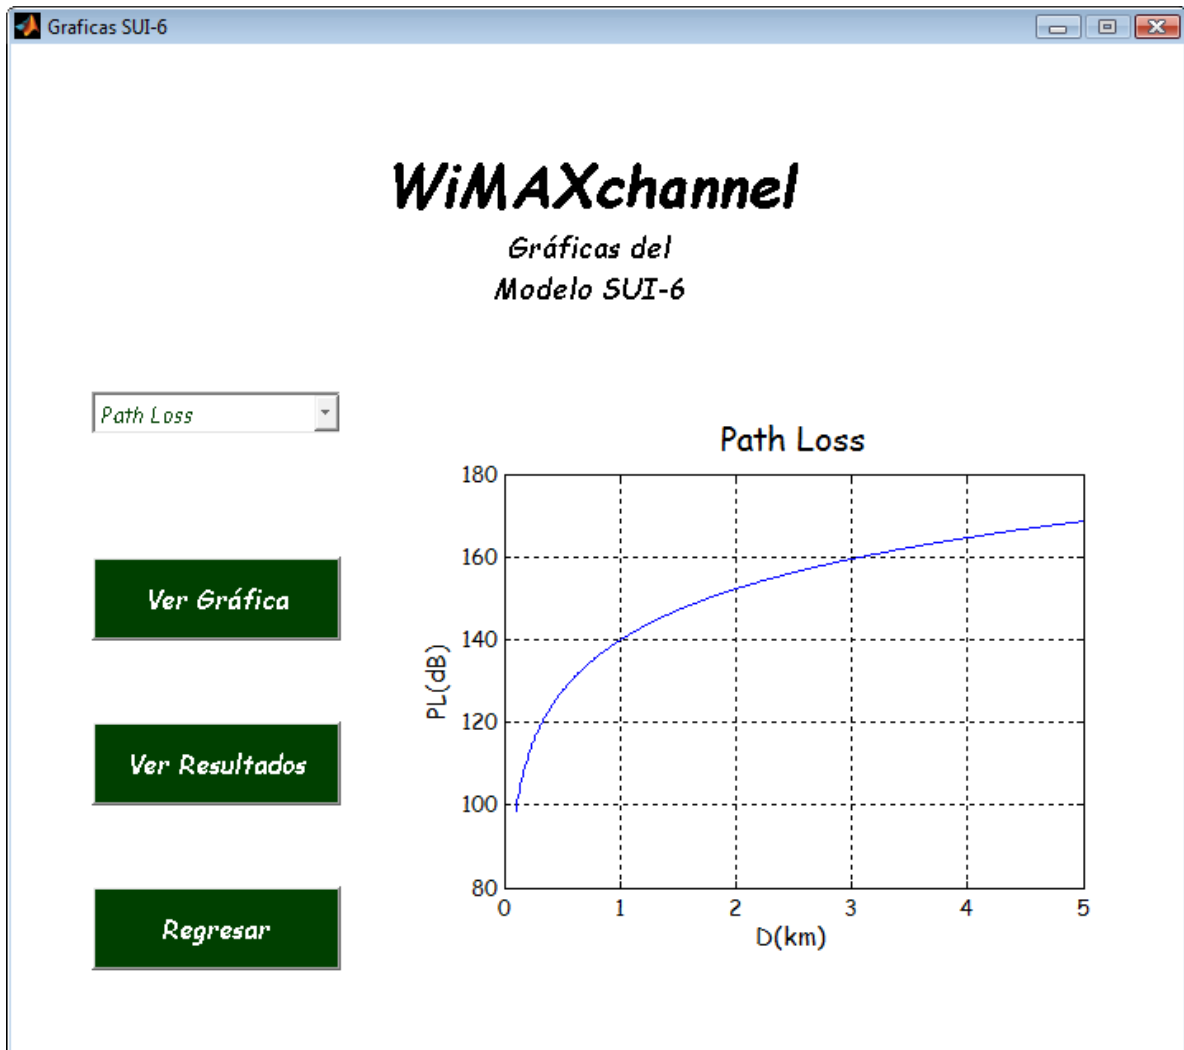 Graficas SUI-6
WiMAXchannel
Gráficas del
Modelo SUI-6
Path Loss
Ver Gráfica
Ver Resultados
Regresar
Path Loss
180
160
140
120
100
80
PL(dB)
0 1 2 3 4 5
D(km)